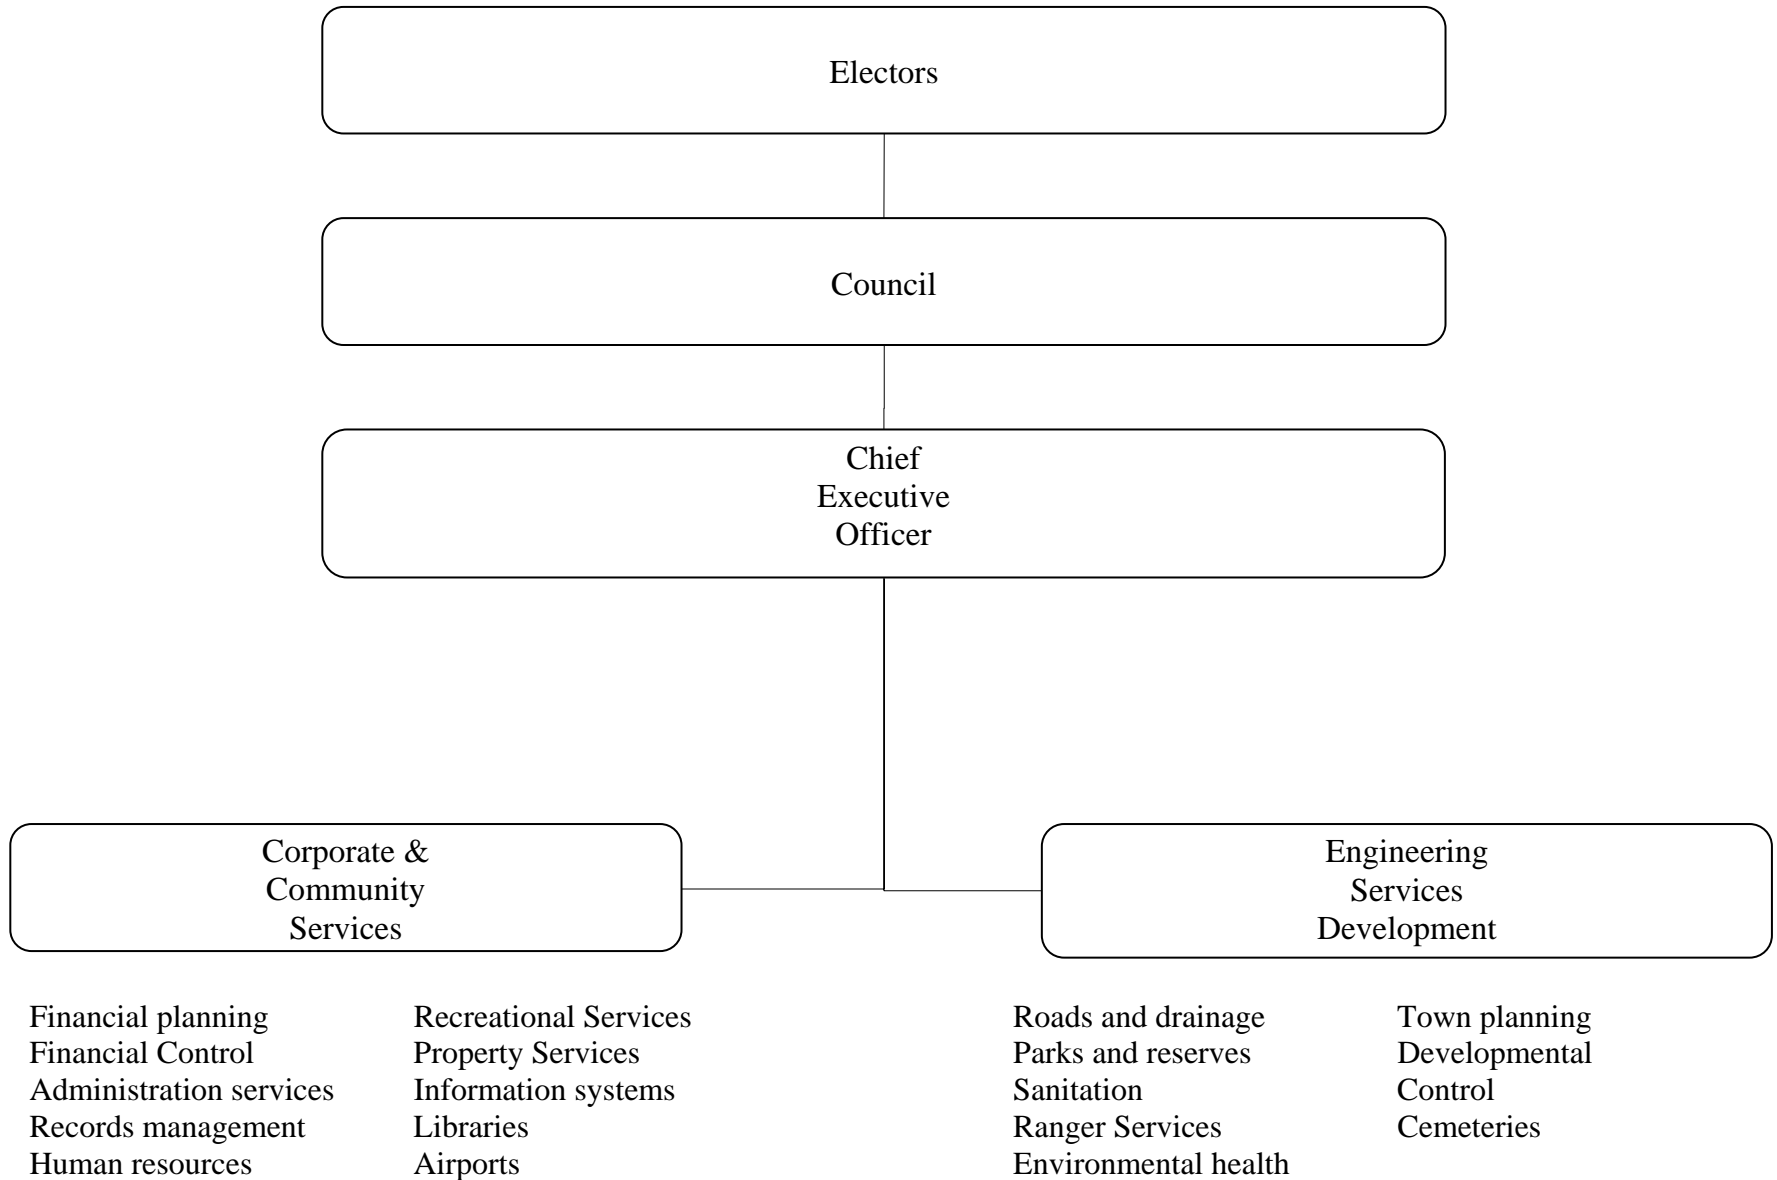 Electors
Council
Chief
Executive
Officer
Corporate &
Community
Services
Engineering
Services
Development
Financial planning
Financial Control
Administration services
Records management
Human resources
Recreational Services
Property Services
Information systems
Libraries
Airports
Roads and drainage
Parks and reserves
Sanitation
Ranger Services
Environmental health
Town planning
Developmental
Control
Cemeteries